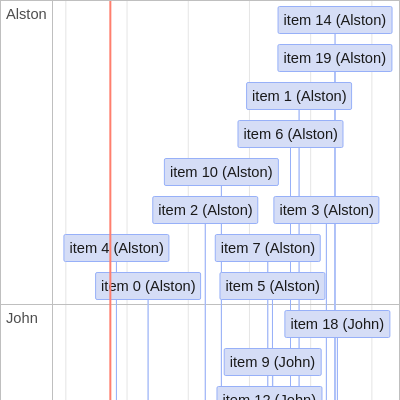 Alston
item 14 (Alston)
item 19 (Alston)
item 1 (Alston)
item 6 (Alston)
item 10 (Alston)
item 2 (Alston)
item 3 (Alston)
item 4 (Alston)
item 7 (Alston)
item 0 (Alston)
item 5 (Alston)
John
item 18 (John)
item 9 (John)
item 12 (John)